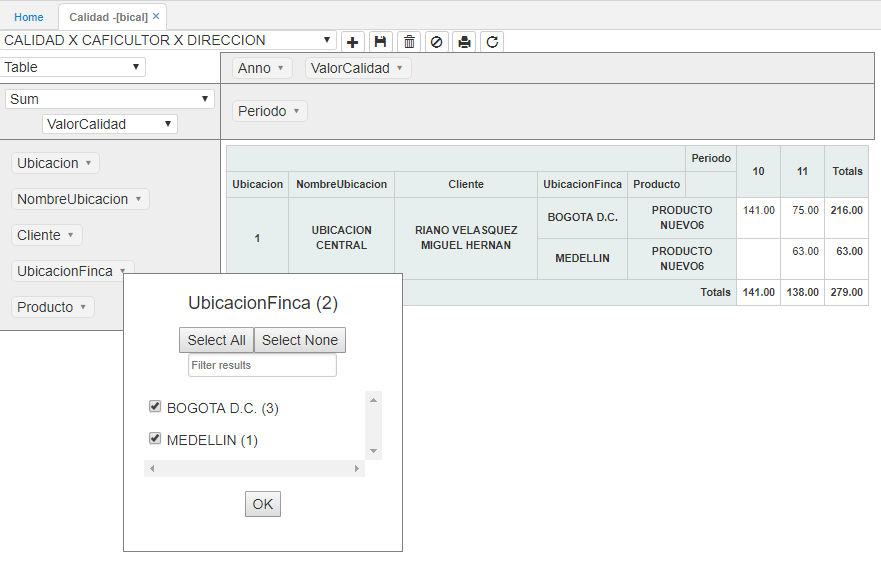 Home
Calidad -[bical] ×
CALIDAD X CAFICULTOR X DIRECCION
Table
Anno
ValorCalidad
Sum
ValorCalidad
Periodo
Ubicacion
NombreUbicacion
Cliente
UbicacionFinca
Producto
Periodo
10
11
Totals
Ubicacion
NombreUbicacion
Cliente
UbicacionFinca
Producto
1
UBICACION
CENTRAL
RIANO VELASQUEZ
MIGUEL HERNAN
BOGOTA D.C.
PRODUCTO
NUEVO6
141.00
75.00
216.00
MEDELLIN
PRODUCTO
NUEVO6
63.00
63.00
Totals
141.00
138.00
279.00
UbicacionFinca (2)
Select All
Select None
Filter results
BOGOTA D.C. (3)
MEDELLIN (1)
OK